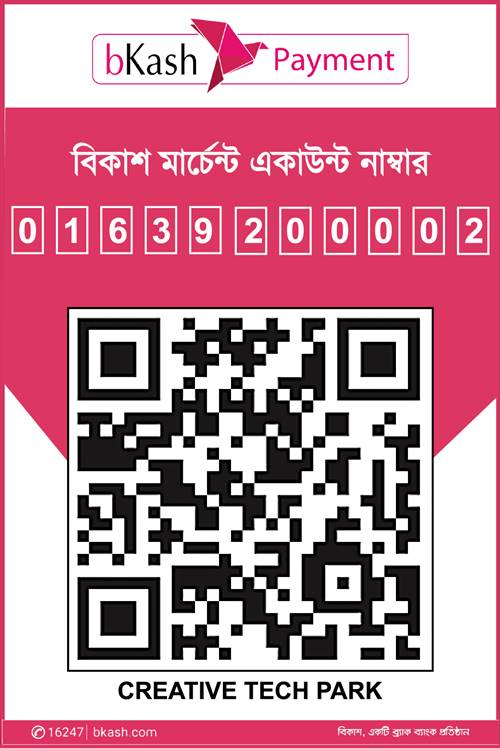 bKash Payment
বিকাশ মার্চেন্ট একাউন্ট নাম্বার
01639200002
CREATIVE TECH PARK
16247 | bkash.com
বিকাশ, একটি ব্র্যাক ব্যাংক প্রতিষ্ঠান